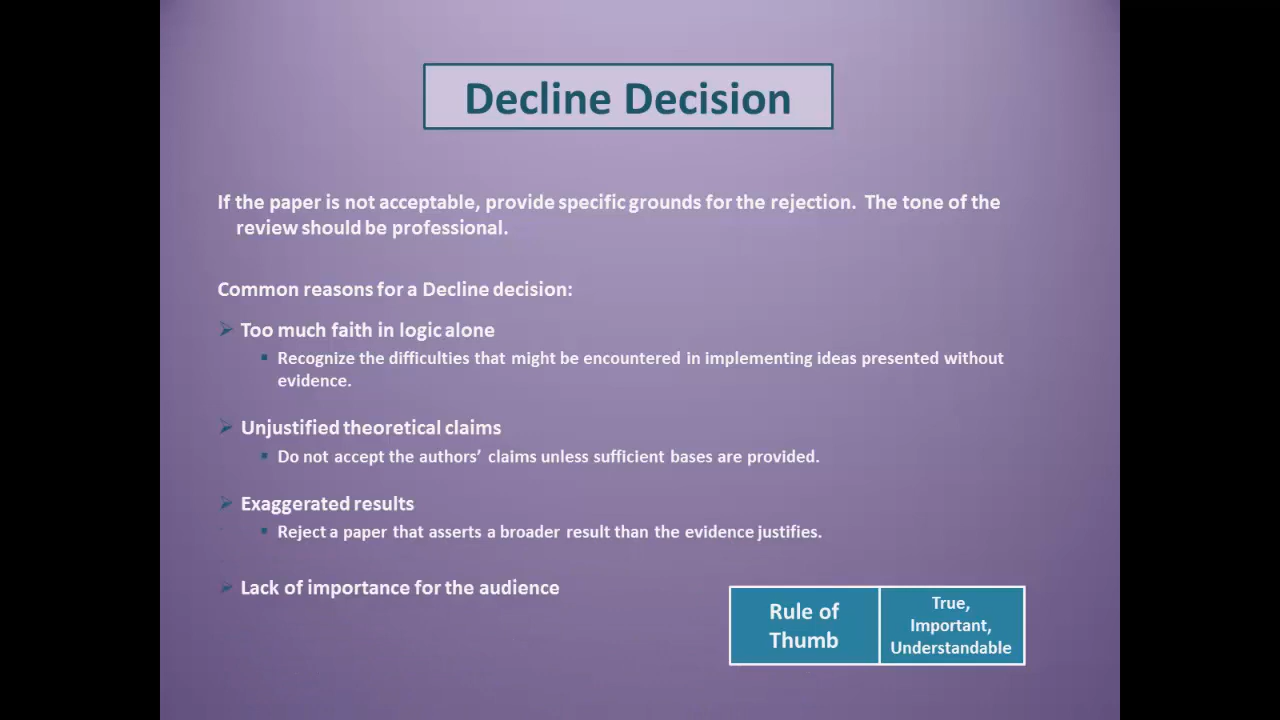 Decline Decision
If the paper is not acceptable, provide specific grounds for the rejection.  The tone of the
review should be professional.
Common reasons for a Decline decision:
Too much faith in logic alone
Recognize the difficulties that might be encountered in implementing ideas presented without
evidence.
Unjustified theoretical claims
Do not accept the authors’ claims unless sufficient bases are provided.
Exaggerated results
Reject a paper that asserts a broader result than the evidence justifies.
Lack of importance for the audience
Rule of
Thumb
True,
Important,
Understandable